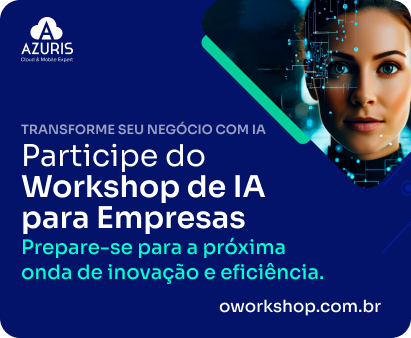 AZURIS
Cloud & Mobile Expert
TRANSFORME SEU NEGÓCIO COM IA
Participe do
Workshop de IA
para Empresas
Prepare-se para a próxima
onda de inovação e eficiência.
oworkshop.com.br